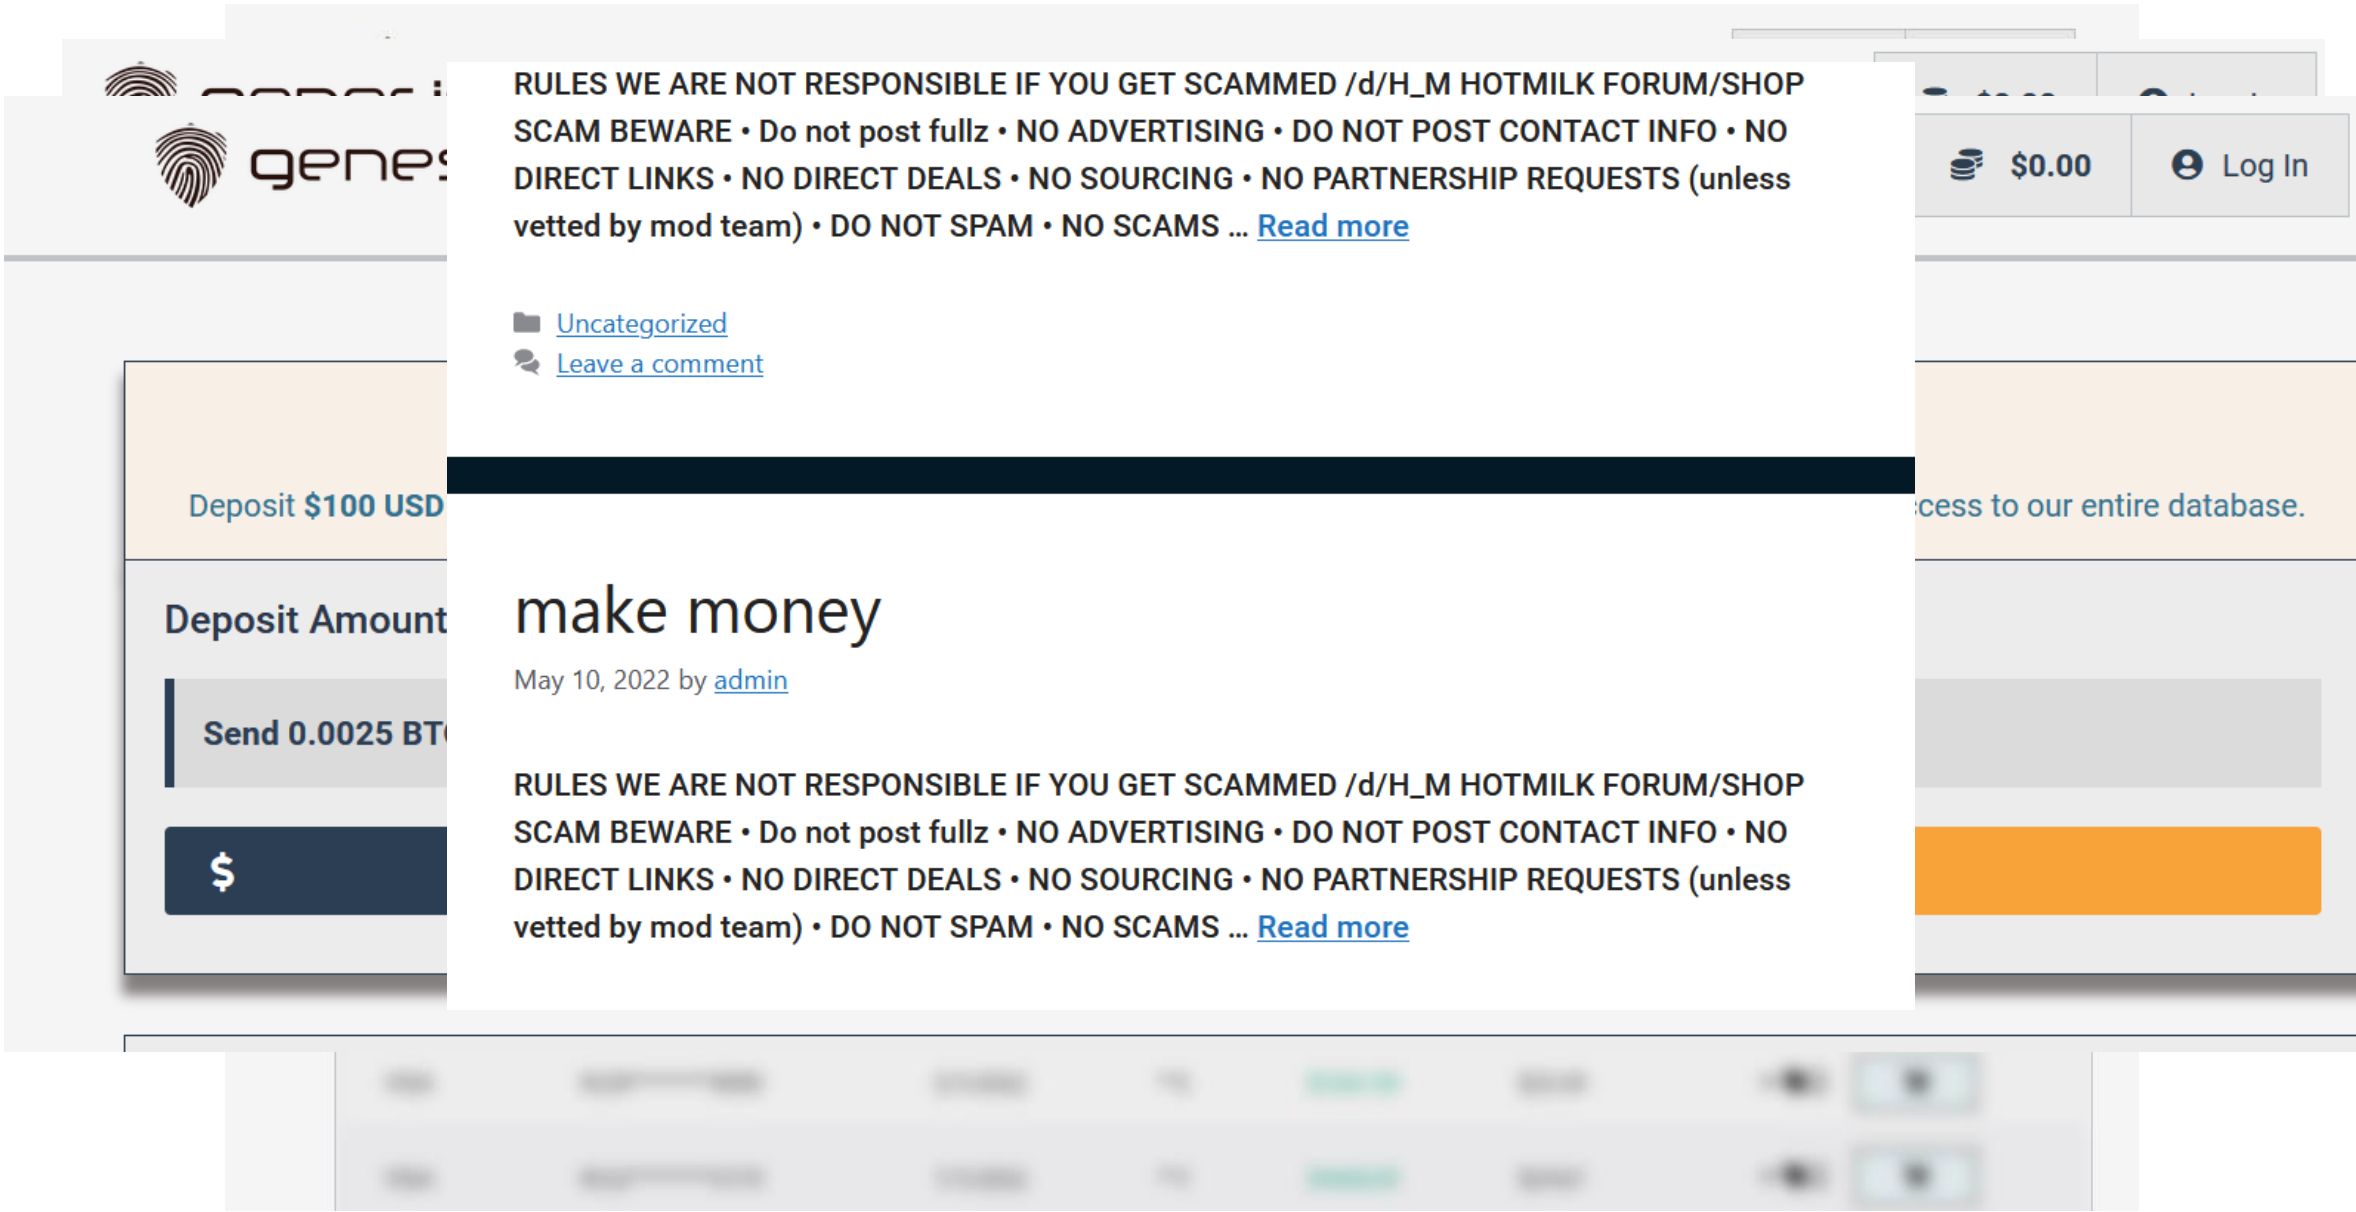 RULES WE ARE NOT RESPONSIBLE IF YOU GET SCAMMED /d/H_M HOTMILK FORUM/SHOP
SCAM BEWARE • Do not post fullz • NO ADVERTISING • DO NOT POST CONTACT INFO • NO
DIRECT LINKS • NO DIRECT DEALS • NO SOURCING • NO PARTNERSHIP REQUESTS (unless
vetted by mod team) • DO NOT SPAM • NO SCAMS ... Read more
$0.00
Log In
Uncategorized
Leave a comment
Deposit $100 USD
to our entire database.
make money
May 10, 2022 by admin
Deposit Amount
Send 0.0025
$
RULES WE ARE NOT RESPONSIBLE IF YOU GET SCAMMED /d/H_M HOTMILK FORUM/SHOP
SCAM BEWARE • Do not post fullz • NO ADVERTISING • DO NOT POST CONTACT INFO • NO
DIRECT LINKS • NO DIRECT DEALS • NO SOURCING • NO PARTNERSHIP REQUESTS (unless
vetted by mod team) • DO NOT SPAM • NO SCAMS ... Read more